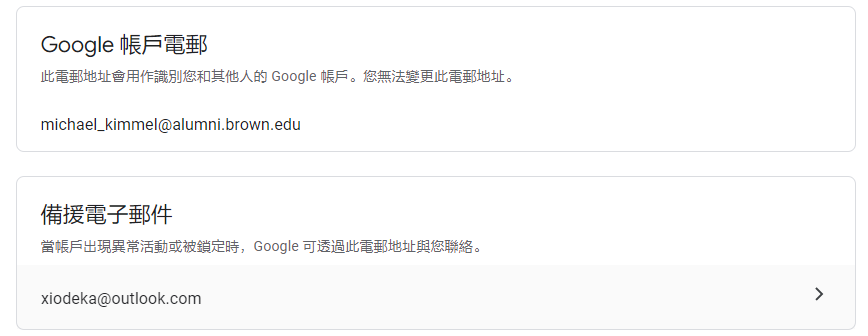 Google 帳戶電郵
此電郵地址會用作識別您和其他人的 Google 帳戶。您無法變更此電郵地址。
michael_kimmel@alumni.brown.edu
備援電子郵件
當帳戶出現異常活動或被鎖定時，Google 可透過此電郵地址與您聯絡。
xiodeka@outlook.com